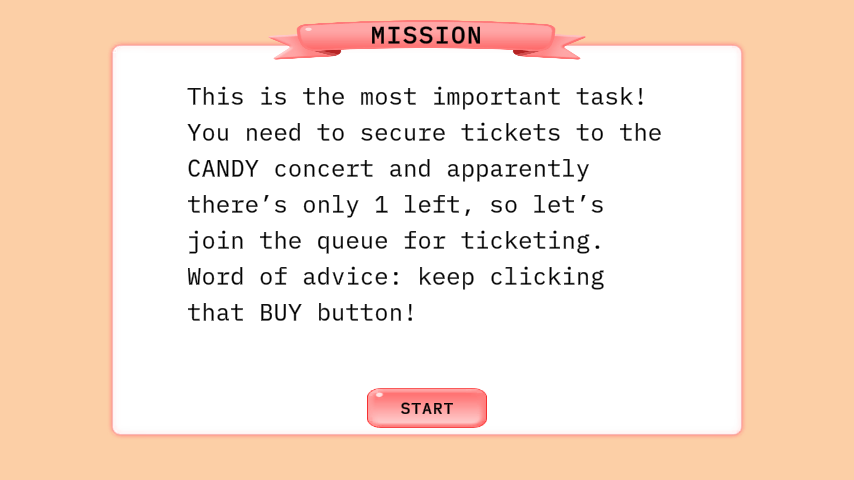 MISSION
This is the most important task!
You need to secure tickets to the
CANDY concert and apparently
there’s only 1 left, so let’s
join the queue for ticketing.
Word of advice: keep clicking
that BUY button!
START